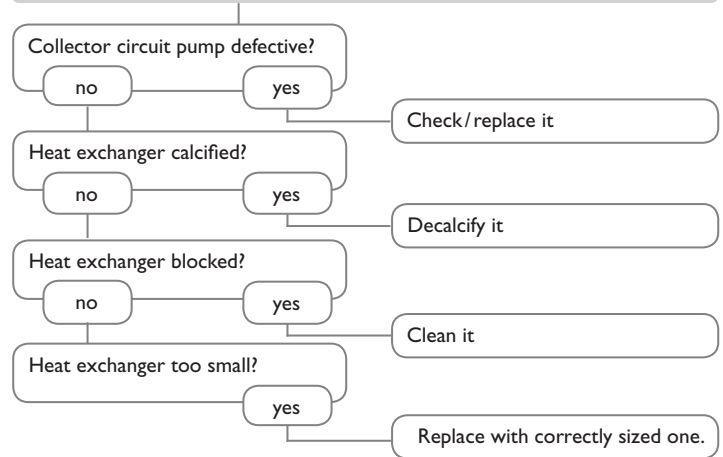 Collector circuit pump defective?
no
yes
Check/replace it
Heat exchanger calcified?
no
yes
Decalcify it
Heat exchanger blocked?
no
yes
Clean it
Heat exchanger too small?
yes
Replace with correctly sized one.